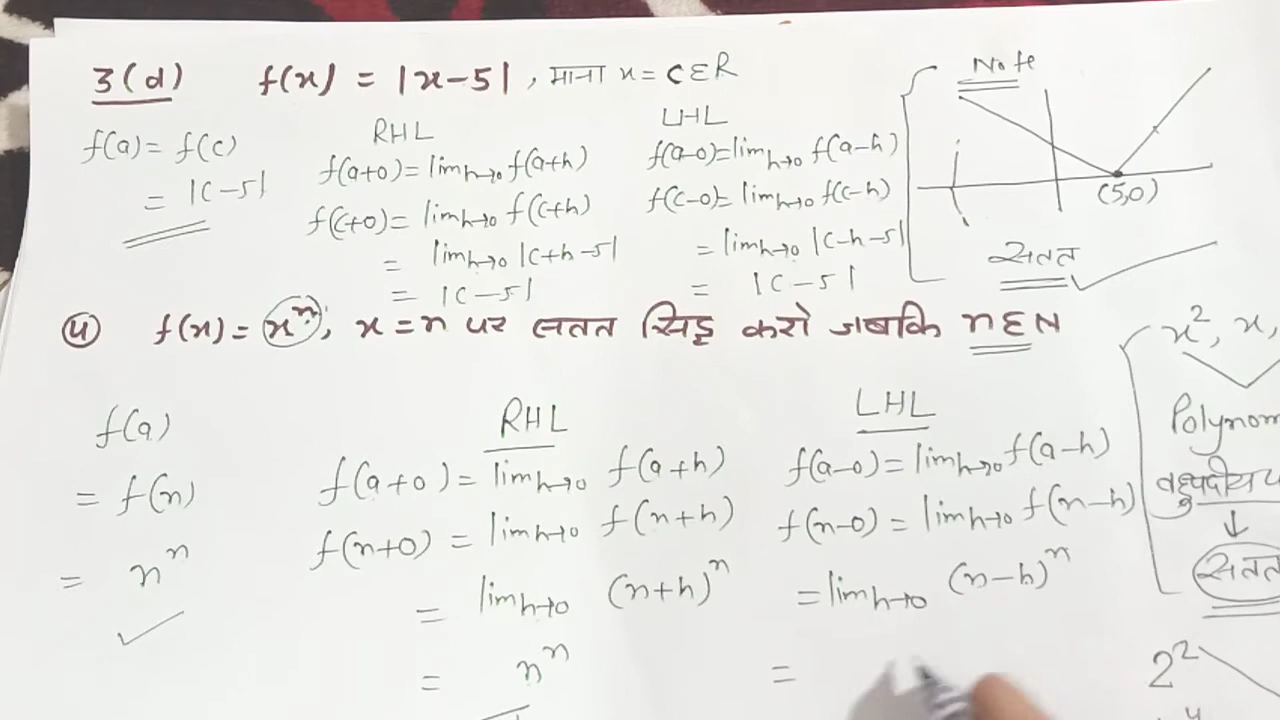 3(d) f(x) = |x-5|, माना x = C ∈ R
f(a) = f(c)
= |c-5|
RHL
f(a+0) = lim h→0 f(a+h)
f(c+0) = lim h→0 f(c+h)
= lim h→0 |c+h-5|
= |c-5|
LHL
f(a-0) = lim h→0 f(a-h)
f(c-0) = lim h→0 f(c-h)
= lim h→0 |c-h-5|
= |c-5|
Note
(5,0)
सतत
4 f(x) = xⁿ, x = n पर सतत सिद्ध करो जबकि n ∈ N
f(a)
= f(n)
= nⁿ
RHL
f(a+0) = lim h→0 f(a+h)
f(n+0) = lim h→0 f(n+h)
= lim h→0 (n+h)ⁿ
= nⁿ
LHL
f(a-0) = lim h→0 f(a-h)
f(n-0) = lim h→0 f(n-h)
= lim h→0 (n-h)ⁿ
=
x², x,
Polynom
सतत
2²
4